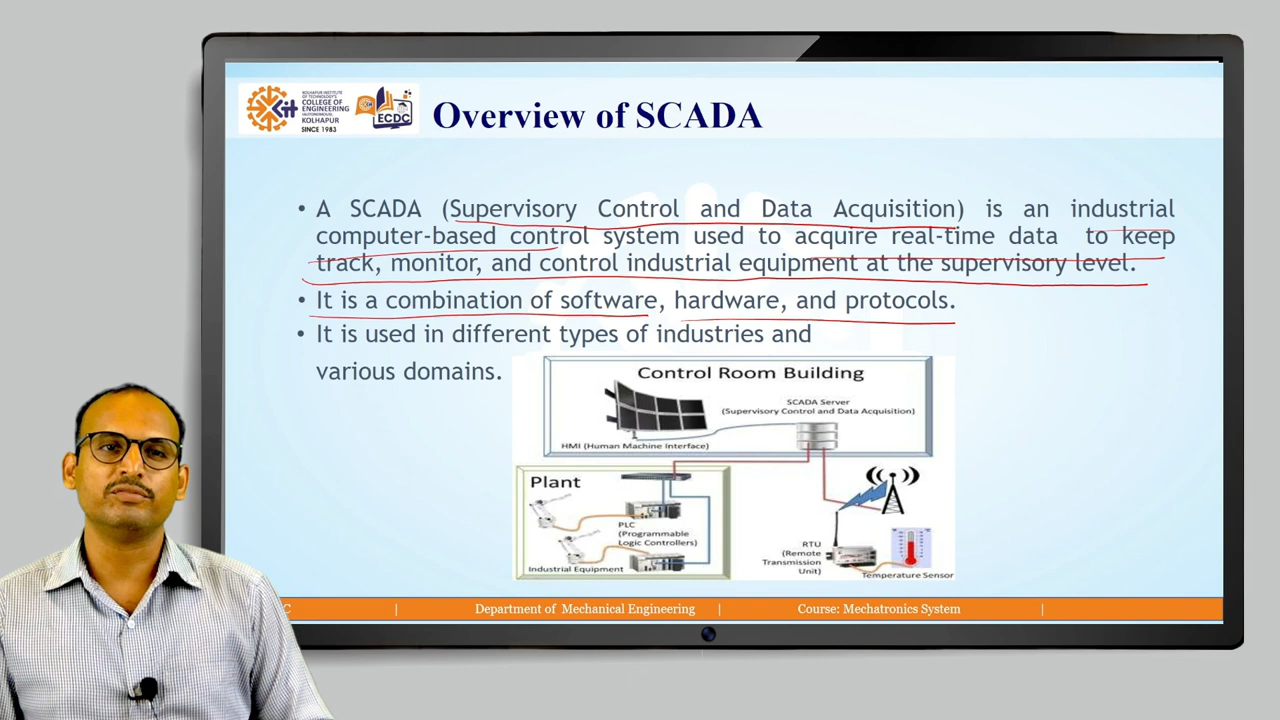 KOLHAPUR INSTITUTE
OF TECHNOLOGY'S
COLLEGE OF
ENGINEERING
(AUTONOMOUS),
KOLHAPUR
SINCE 1983
ECDC
Overview of SCADA
• A SCADA (Supervisory Control and Data Acquisition) is an industrial
computer-based control system used to acquire real-time data to keep
track, monitor, and control industrial equipment at the supervisory level.
• It is a combination of software, hardware, and protocols.
• It is used in different types of industries and
various domains.
Control Room Building
SCADA Server
(Supervisory Control and Data Acquisition)
HMI (Human Machine Interface)
Plant
PLC
(Programmable
Logic Controllers)
Industrial Equipment
RTU
(Remote
Transmission
Unit)
Temperature Sensor
C | Department of Mechanical Engineering | Course: Mechatronics System |